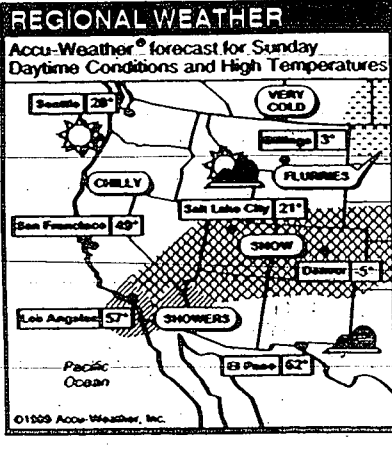 REGIONAL WEATHER
Accu-Weather® forecast for Sunday
Daytime Conditions and High Temperatures
VERY
COLD
Seattle 28°
Billings 3°
CHILLY
FLURRIES
Salt Lake City 21°
San Francisco 49°
SNOW
Denver -5°
Los Angeles 57°
SHOWERS
Pacific
Ocean
El Paso 62°
©1989 Accu-Weather, Inc.